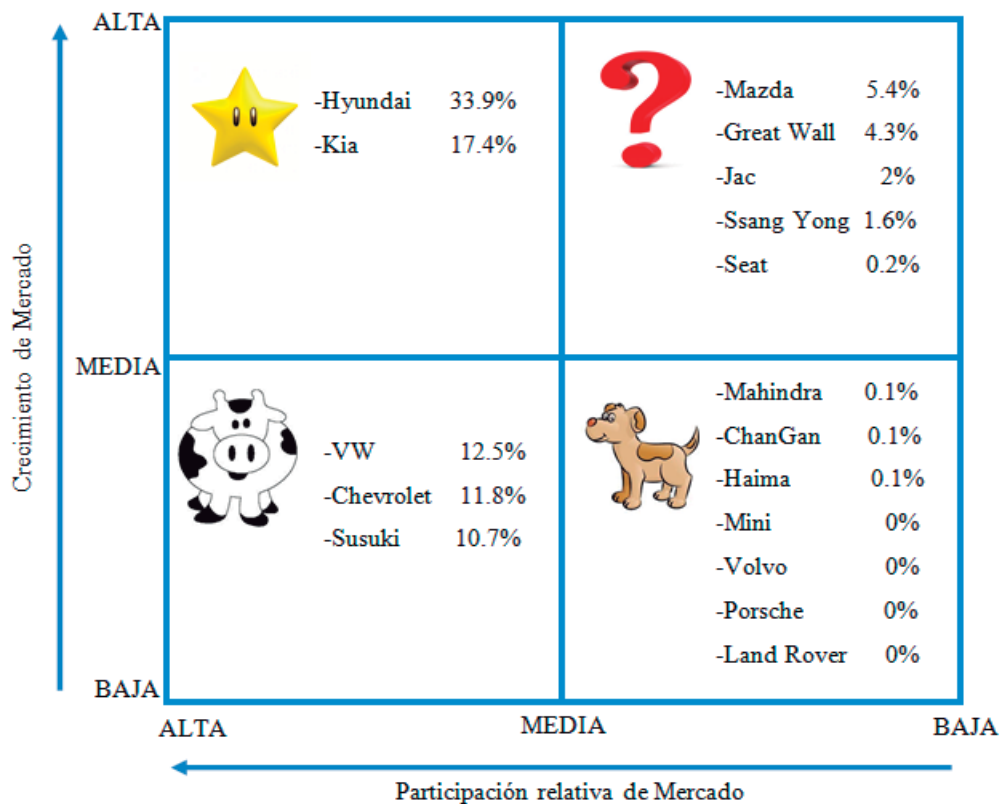 ALTA
-Hyundai 33.9%
-Kia 17.4%
-Mazda 5.4%
-Great Wall 4.3%
-Jac 2%
-Ssang Yong 1.6%
-Seat 0.2%
Crecimiento de Mercado
MEDIA
-VW 12.5%
-Chevrolet 11.8%
-Susuki 10.7%
-Mahindra 0.1%
-ChanGan 0.1%
-Haima 0.1%
-Mini 0%
-Volvo 0%
-Porsche 0%
-Land Rover 0%
BAJA
ALTA MEDIA BAJA
Participación relativa de Mercado